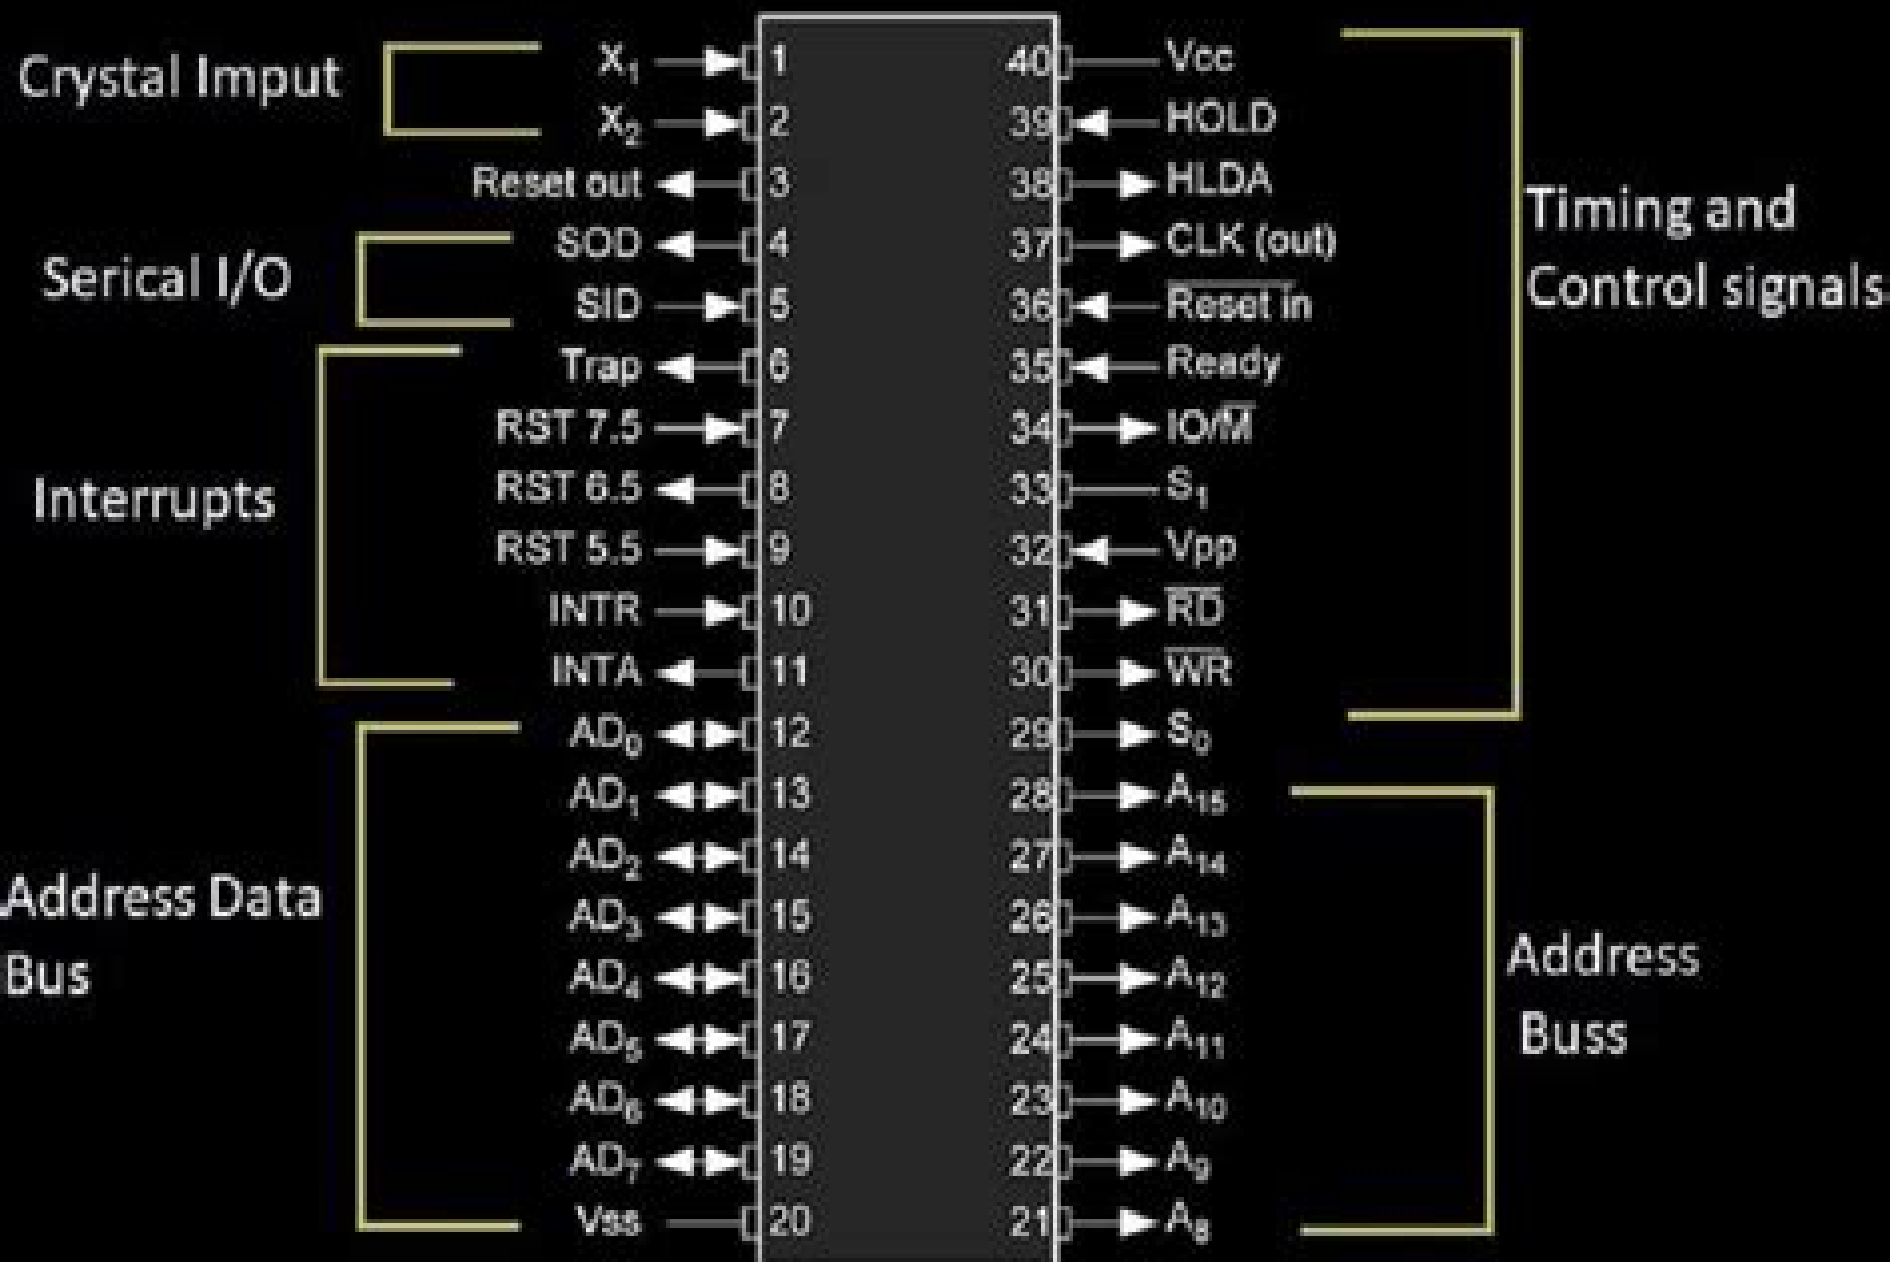 Crystal Imput
X1 1
X2 2
Reset out 3
Serical I/O
SOD 4
SID 5
Interrupts
Trap 6
RST 7.5 7
RST 6.5 8
RST 5.5 9
INTR 10
INTA 11
Address Data
Bus
AD0 12
AD1 13
AD2 14
AD3 15
AD4 16
AD5 17
AD6 18
AD7 19
Vss 20
40 Vcc
39 HOLD
38 HLDA
37 CLK (out)
36 Reset in
35 Ready
34 IO/M
33 S1
32 Vpp
31 RD
30 WR
29 S0
Timing and
Control signals
28 A15
27 A14
26 A13
25 A12
24 A11
23 A10
22 A9
21 A8
Address
Buss